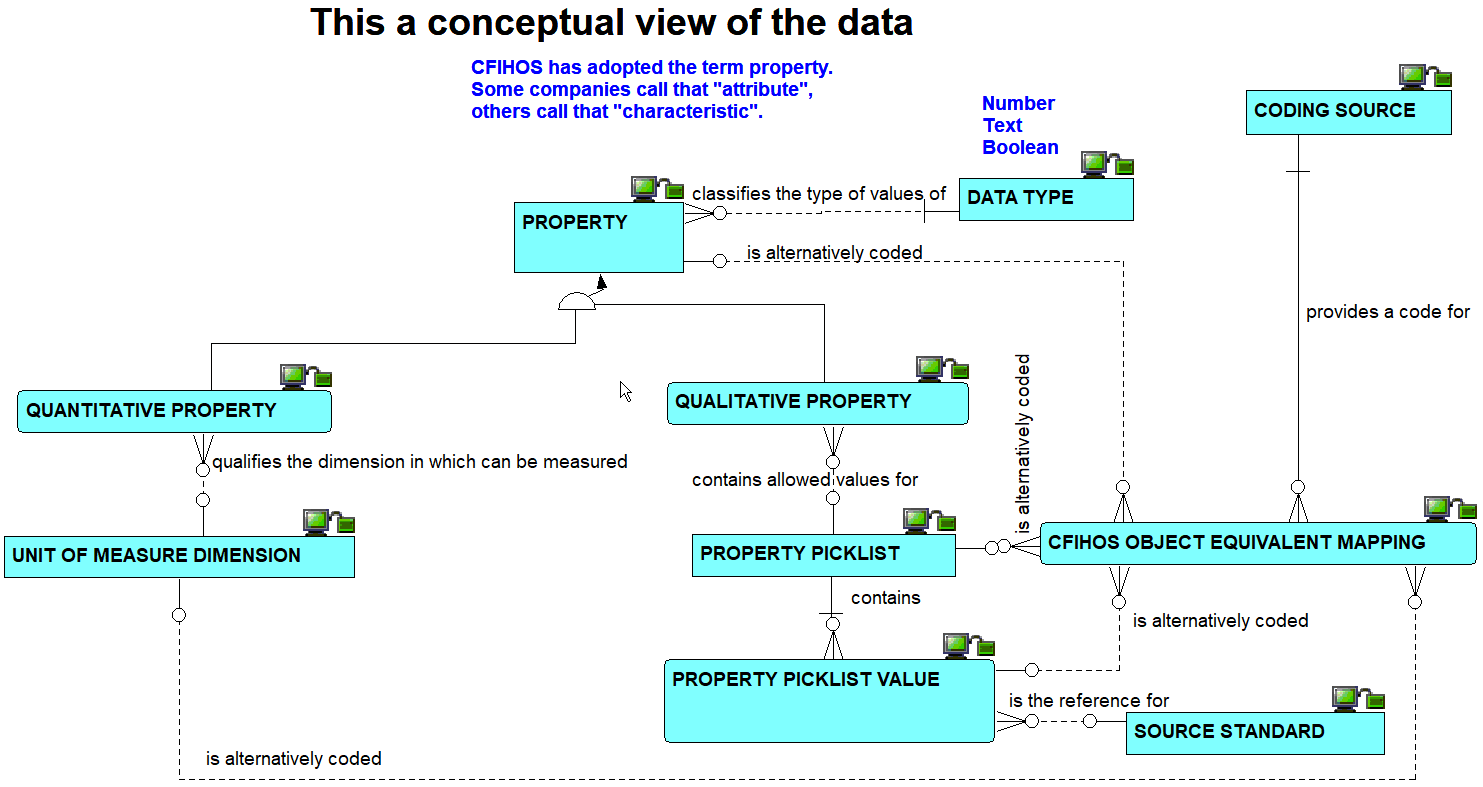 This a conceptual view of the data
CFIHOS has adopted the term property.
Some companies call that "attribute",
others call that "characteristic".
Number
Text
Boolean
CODING SOURCE
classifies the type of values of
DATA TYPE
PROPERTY
is alternatively coded
provides a code for
is alternatively coded
QUANTITATIVE PROPERTY
QUALITATIVE PROPERTY
qualifies the dimension in which can be measured
contains allowed values for
UNIT OF MEASURE DIMENSION
PROPERTY PICKLIST
CFIHOS OBJECT EQUIVALENT MAPPING
contains
is alternatively coded
PROPERTY PICKLIST VALUE
is the reference for
SOURCE STANDARD
is alternatively coded